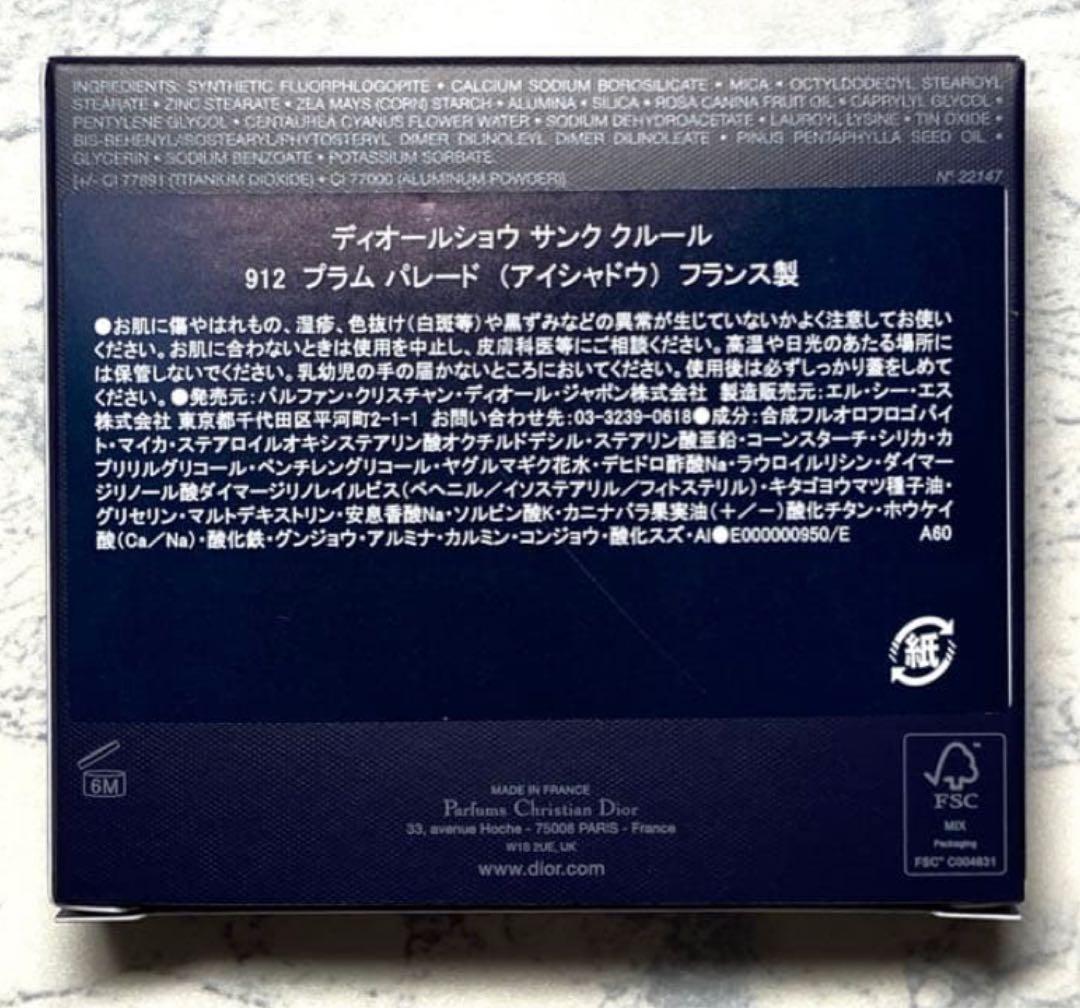 INGREDIENTS: SYNTHETIC FLUORPHLOGOPITE • CALCIUM SODIUM BOROSILICATE • MICA • OCTYLDODECYL STEAROYL
STEARATE • ZINC STEARATE • ZEA MAYS (CORN) STARCH • ALUMINA • SILICA • ROSA CANINA FRUIT OIL • CAPRYLYL GLYCOL •
PENTYLENE GLYCOL • CENTAUREA CYANUS FLOWER WATER • SODIUM DEHYDROACETATE • LAUROYL LYSINE • TIN OXIDE •
BIS-BEHENYL/ISOSTEARYL/PHYTOSTERYL DIMER DILINOLEYL DIMER DILINOLEATE • PINUS PENTAPHYLLA SEED OIL •
GLYCERIN • SODIUM BENZOATE • POTASSIUM SORBATE
[+/- CI 77891 (TITANIUM DIOXIDE) • CI 77000 (ALUMINUM POWDER)] N° 22147
ディオールショウ サンク クルール
912 プラム パレード (アイシャドウ) フランス製
●お肌に傷やはれもの、湿疹、色抜け(白斑等)や黒ずみなどの異常が生じていないかよく注意してお使い
ください。お肌に合わないときは使用を中止し、皮膚科医等にご相談ください。高温や日光のあたる場所に
は保管しないでください。乳幼児の手の届かないところにおいてください。使用後は必ずしっかり蓋をしめて
ください。●発売元:パルファン・クリスチャン・ディオール・ジャポン株式会社 製造販売元:エル・シー・エス
株式会社 東京都千代田区平河町2-1-1 お問い合わせ先:03-3239-0618●成分:合成フルオロフロゴパイ
ト・マイカ・ステアロイルオキシステアリン酸オクチルドデシル・ステアリン酸亜鉛・コーンスターチ・シリカ・カ
プリリルグリコール・ペンチレングリコール・ヤグルマギク花水・デヒドロ酢酸Na・ラウロイルリシン・ダイマー
ジリノール酸ダイマージリノレイルビス(ベヘニル/イソステアリル/フィトステリル)・キタゴヨウマツ種子油・
グリセリン・マルトデキストリン・安息香酸Na・ソルビン酸K・カニナバラ果実油(+/-)酸化チタン・ホウケイ
酸(Ca/Na)・酸化鉄・グンジョウ・アルミナ・カルミン・コンジョウ・酸化スズ・Al●E000000950/E A60
紙
6M
MADE IN FRANCE
Parfums Christian Dior
33, avenue Hoche - 75008 PARIS - France
W1S 2UE, UK
www.dior.com
FSC
MIX
Packaging
FSC® C004831